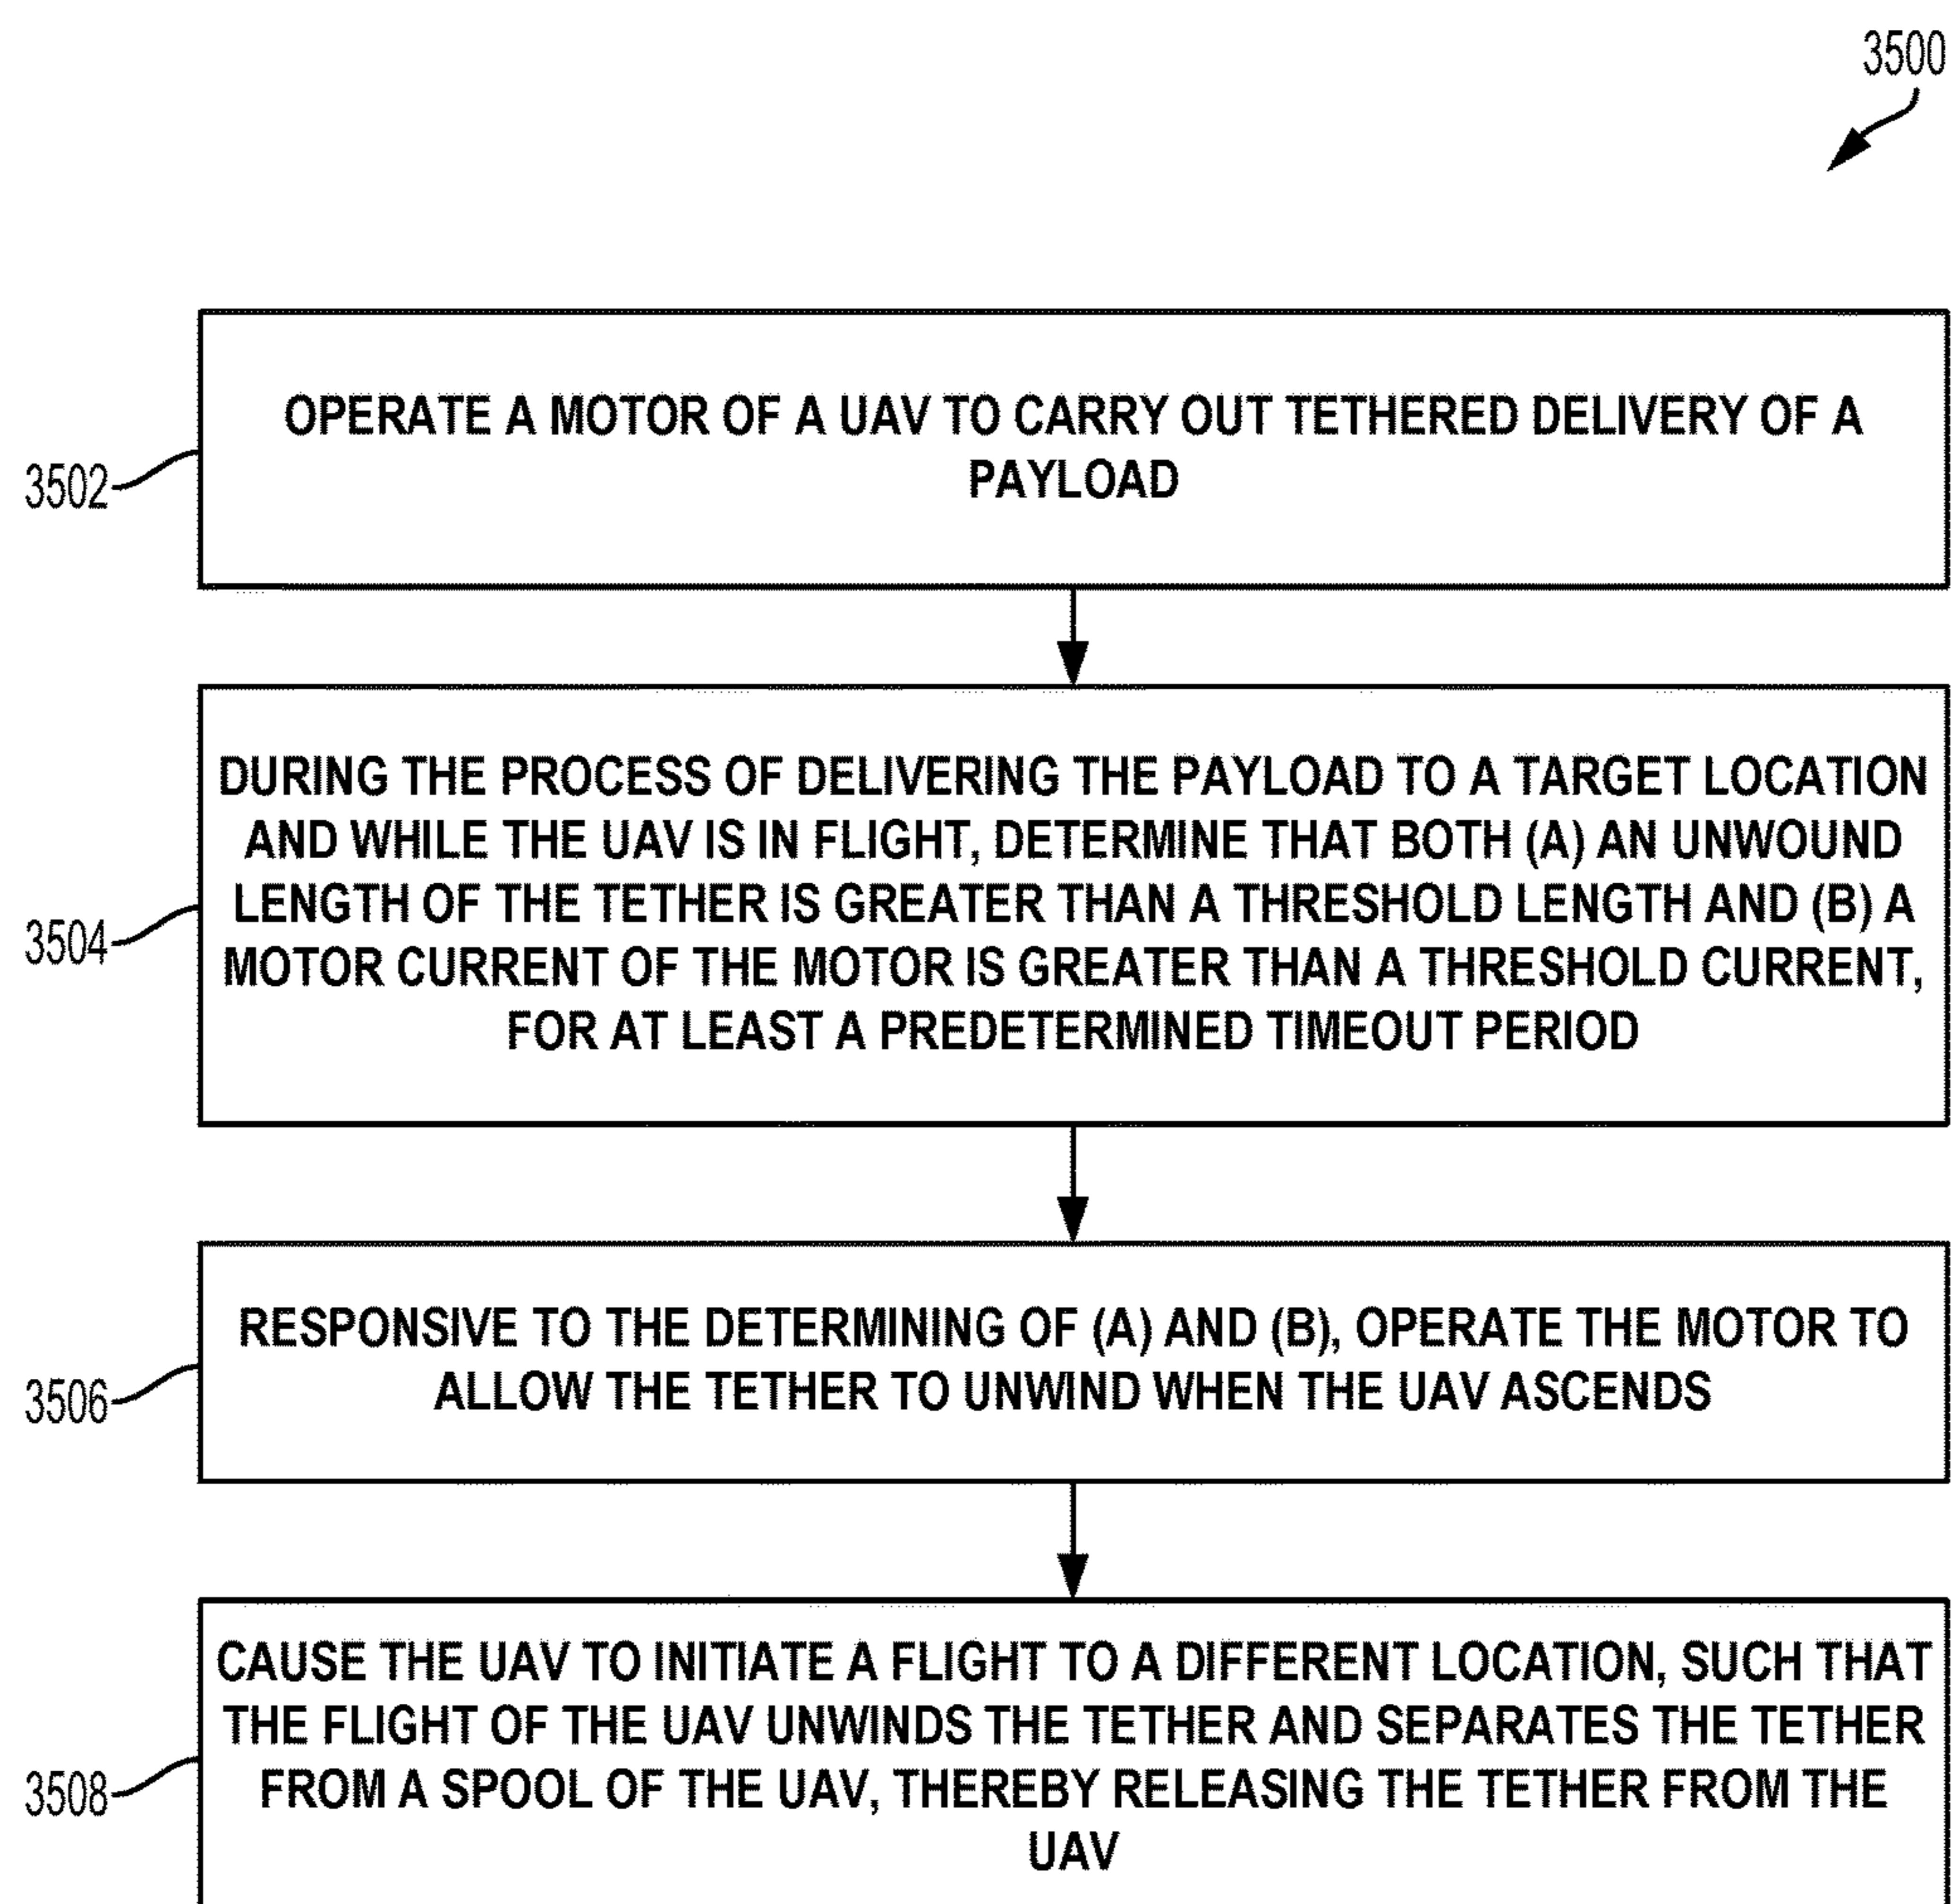 3500
OPERATE A MOTOR OF A UAV TO CARRY OUT TETHERED DELIVERY OF A
PAYLOAD
3502
DURING THE PROCESS OF DELIVERING THE PAYLOAD TO A TARGET LOCATION
AND WHILE THE UAV IS IN FLIGHT, DETERMINE THAT BOTH (A) AN UNWOUND
LENGTH OF THE TETHER IS GREATER THAN A THRESHOLD LENGTH AND (B) A
MOTOR CURRENT OF THE MOTOR IS GREATER THAN A THRESHOLD CURRENT,
FOR AT LEAST A PREDETERMINED TIMEOUT PERIOD
3504
RESPONSIVE TO THE DETERMINING OF (A) AND (B), OPERATE THE MOTOR TO
ALLOW THE TETHER TO UNWIND WHEN THE UAV ASCENDS
3506
CAUSE THE UAV TO INITIATE A FLIGHT TO A DIFFERENT LOCATION, SUCH THAT
THE FLIGHT OF THE UAV UNWINDS THE TETHER AND SEPARATES THE TETHER
FROM A SPOOL OF THE UAV, THEREBY RELEASING THE TETHER FROM THE
UAV
3508